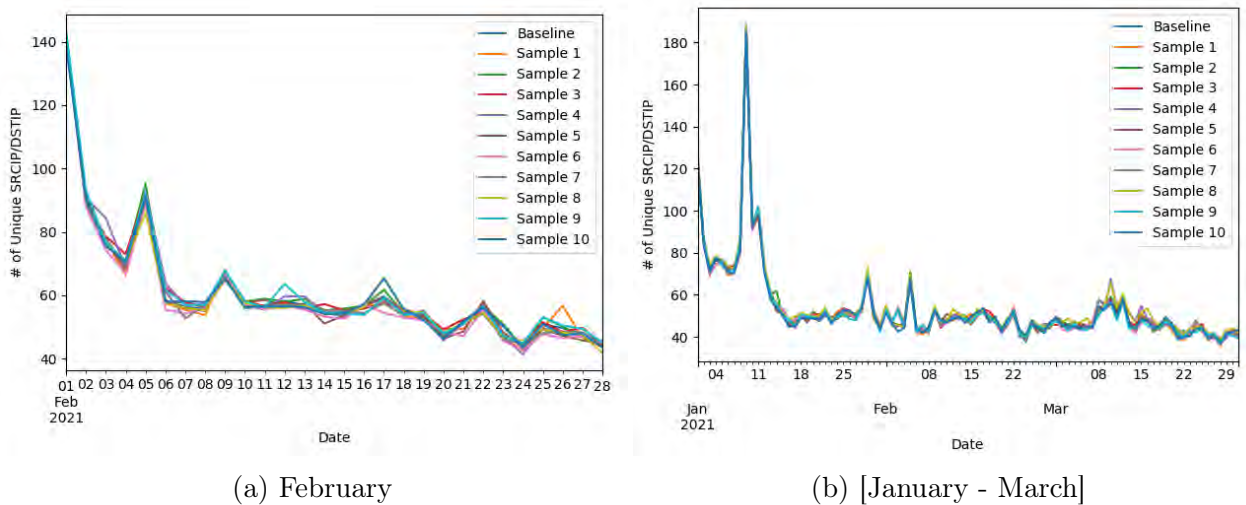 140
120
100
80
60
40
# of Unique SRCIP/DSTIP
Baseline
Sample 1
Sample 2
Sample 3
Sample 4
Sample 5
Sample 6
Sample 7
Sample 8
Sample 9
Sample 10
01 02 03 04 05 06 07 08 09 10 11 12 13 14 15 16 17 18 19 20 21 22 23 24 25 26 27 28
Feb
2021
Date
(a) February
180
160
140
120
100
80
60
40
# of Unique SRCIP/DSTIP
Baseline
Sample 1
Sample 2
Sample 3
Sample 4
Sample 5
Sample 6
Sample 7
Sample 8
Sample 9
Sample 10
04 11 18 25 08 15 22 08 15 22 29
Jan Feb Mar
2021
Date
(b) [January - March]